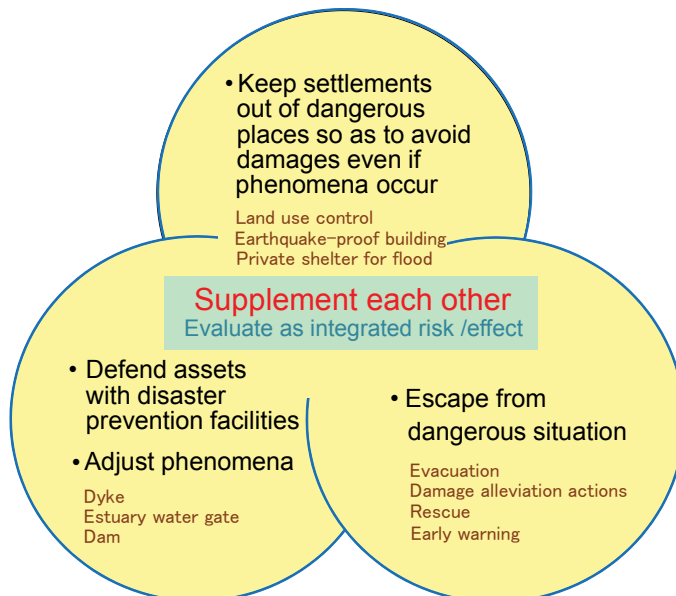 • Keep settlements
out of dangerous
places so as to avoid
damages even if
phenomena occur
Land use control
Earthquake-proof building
Private shelter for flood
Supplement each other
Evaluate as integrated risk /effect
• Defend assets
with disaster
prevention facilities
• Adjust phenomena
Dyke
Estuary water gate
Dam
• Escape from
dangerous situation
Evacuation
Damage alleviation actions
Rescue
Early warning